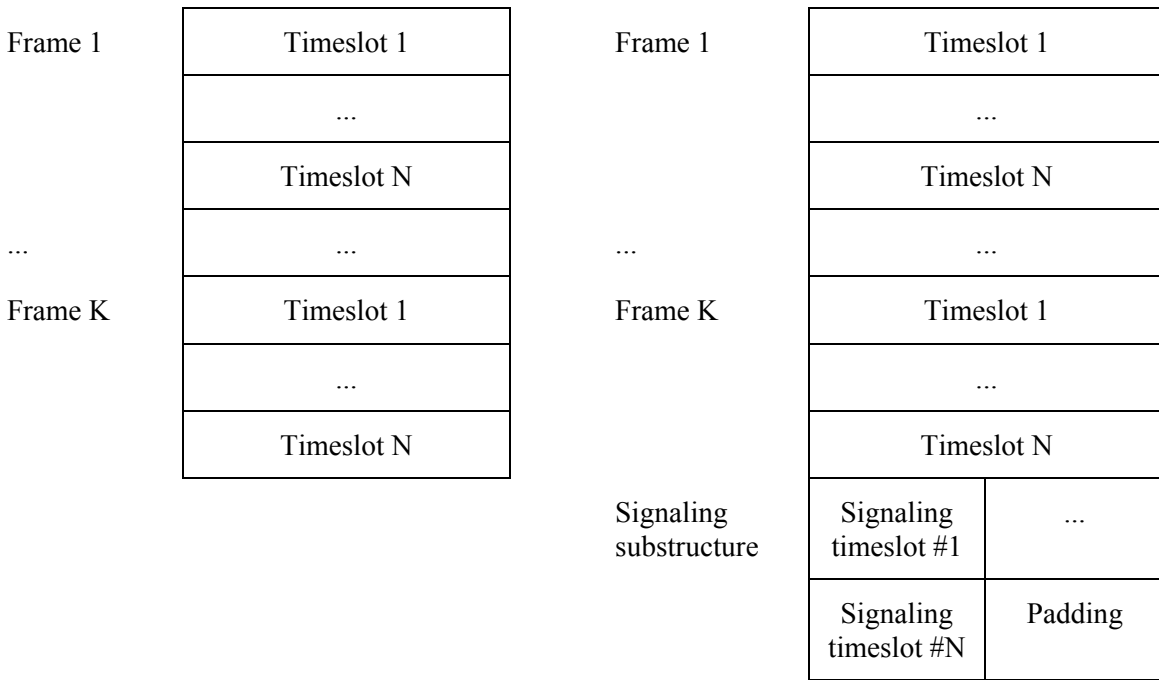 Frame 1 Timeslot 1 Frame 1 Timeslot 1
... ...
Timeslot N Timeslot N
... ... ... ...
Frame K Timeslot 1 Frame K Timeslot 1
... ...
Timeslot N Timeslot N
Signaling substructure Signaling timeslot #1 ...
Signaling timeslot #N Padding